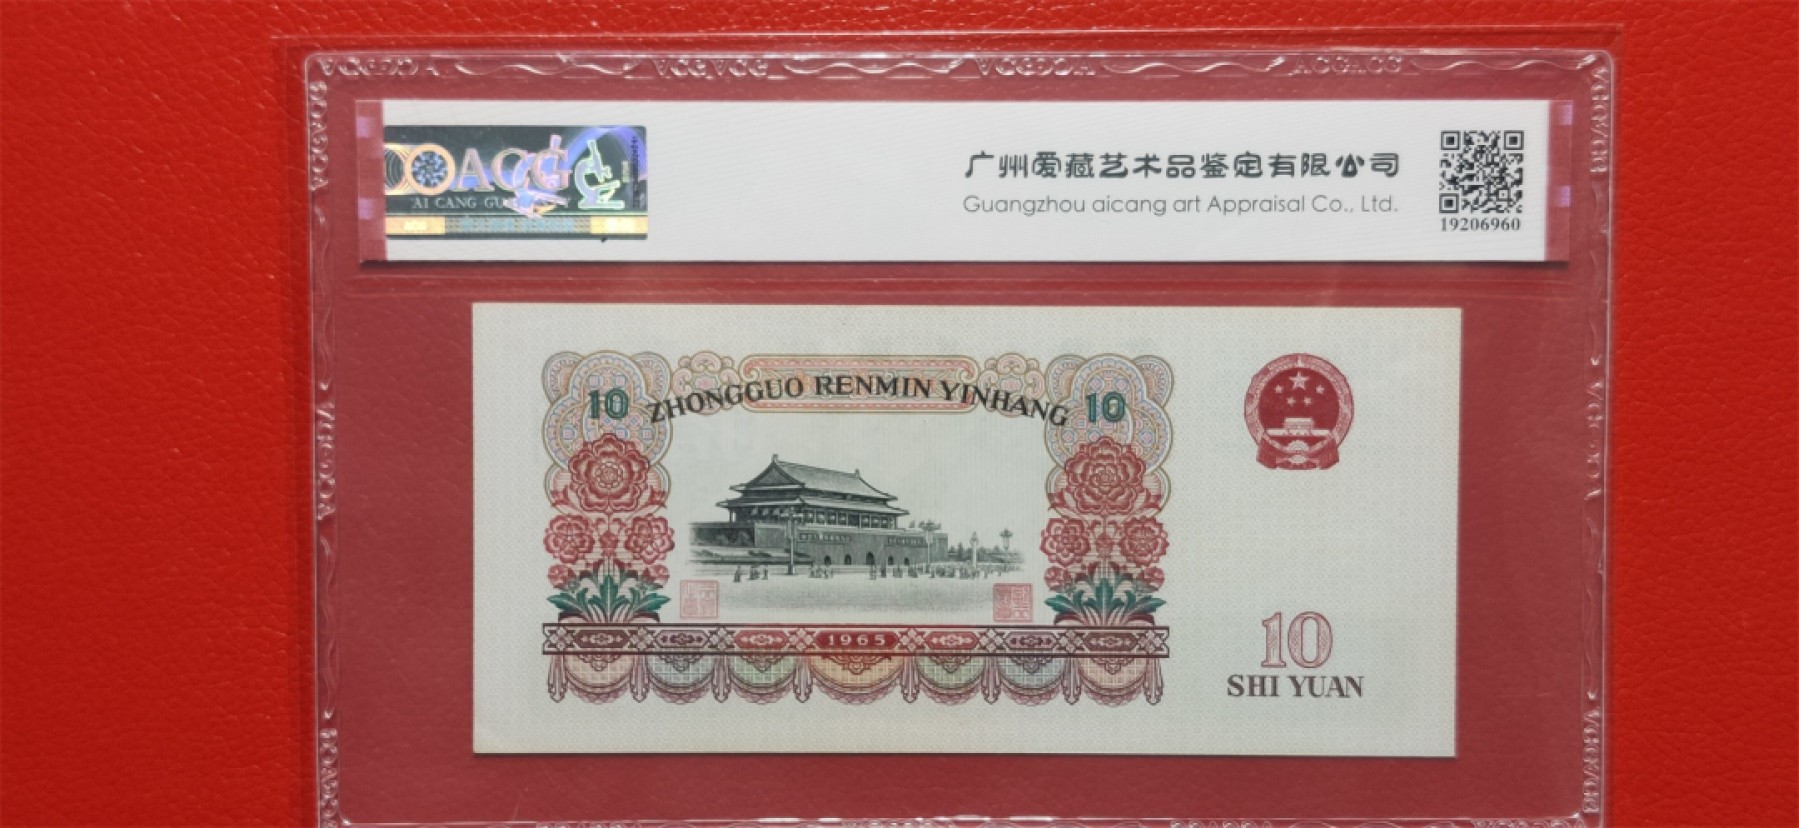 ACG
AI CANG GU
广州爱藏艺术品鉴定有限公司
Guangzhou aicang art Appraisal Co., Ltd.
19206960
10 ZHONGGUO RENMIN YINHANG 10
1965
10
SHI YUAN